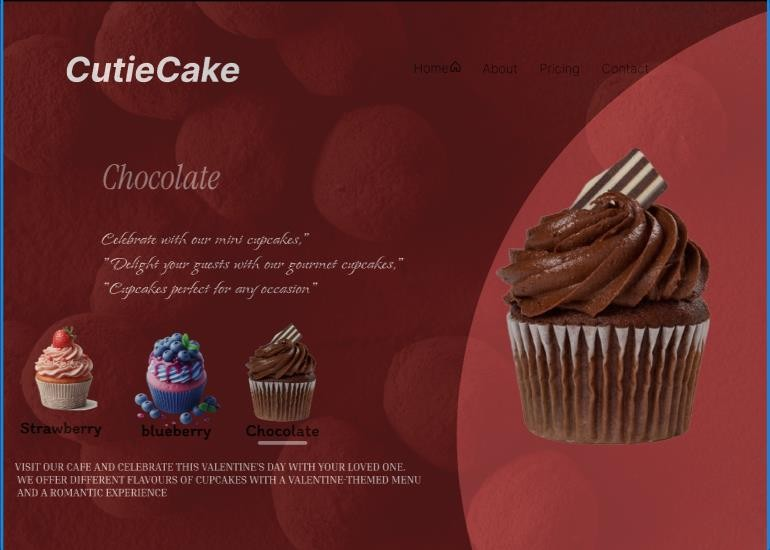 CutieCake
Home About Pricing Contact
Chocolate
Celebrate with our mini cupcakes,"
"Delight your guests with our gourmet cupcakes,"
"Cupcakes perfect for any occasion"
Strawberry blueberry Chocolate
VISIT OUR CAFE AND CELEBRATE THIS VALENTINE'S DAY WITH YOUR LOVED ONE.
WE OFFER DIFFERENT FLAVOURS OF CUPCAKES WITH A VALENTINE-THEMED MENU
AND A ROMANTIC EXPERIENCE